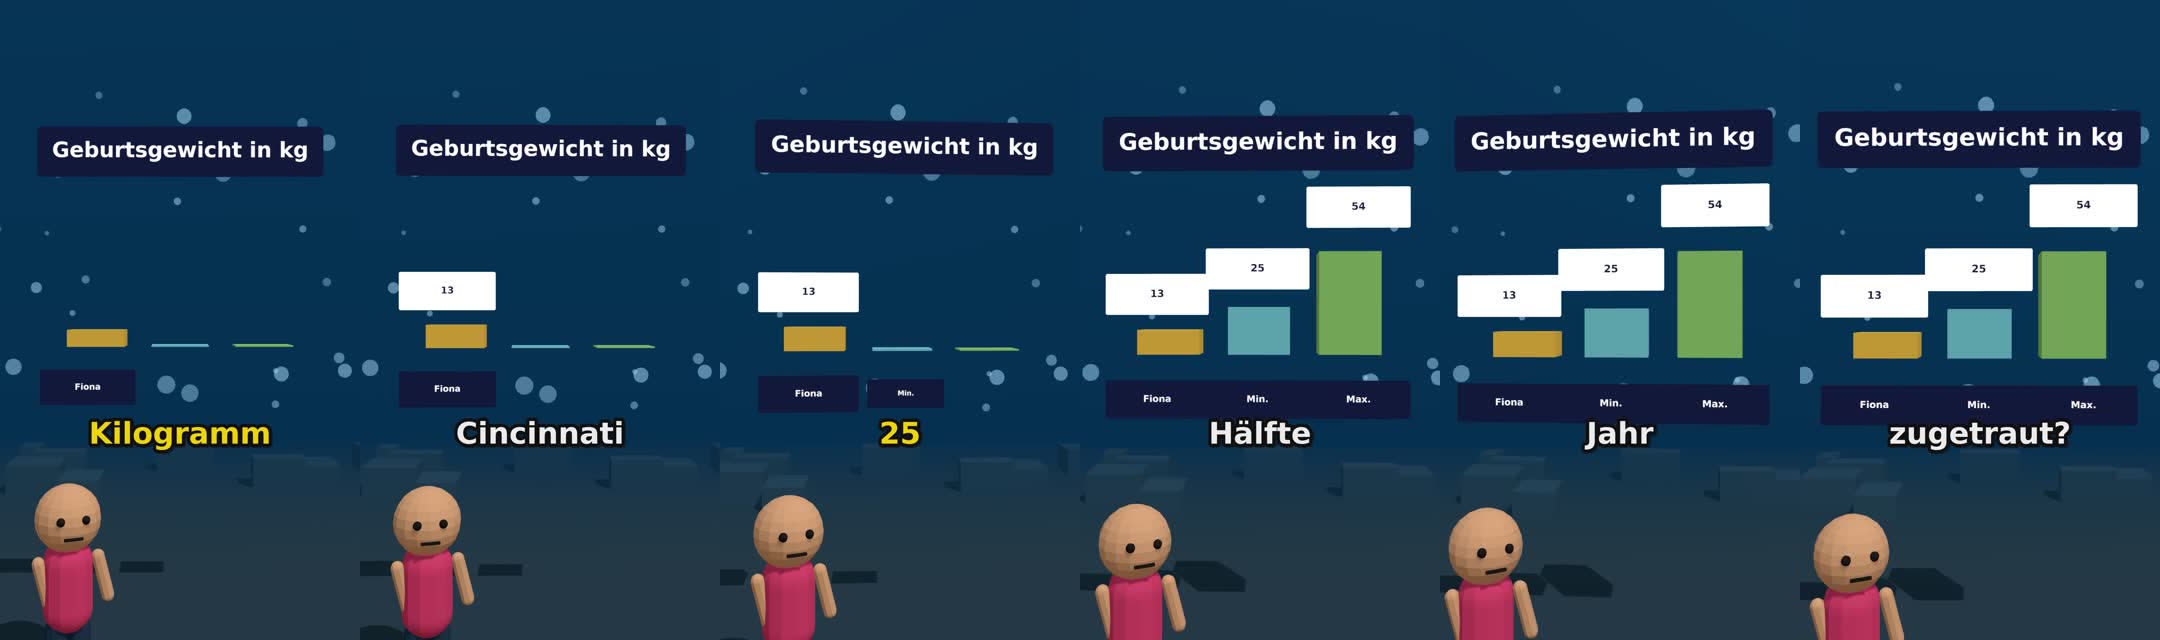 Geburtsgewicht in kg
Fiona
Kilogramm
Geburtsgewicht in kg
13
Fiona
Cincinnati
Geburtsgewicht in kg
13
Fiona
Min.
25
Geburtsgewicht in kg
54
25
13
Fiona
Min.
Max.
Hälfte
Geburtsgewicht in kg
54
25
13
Fiona
Min.
Max.
Jahr
Geburtsgewicht in kg
54
25
13
Fiona
Min.
Max.
zugetraut?